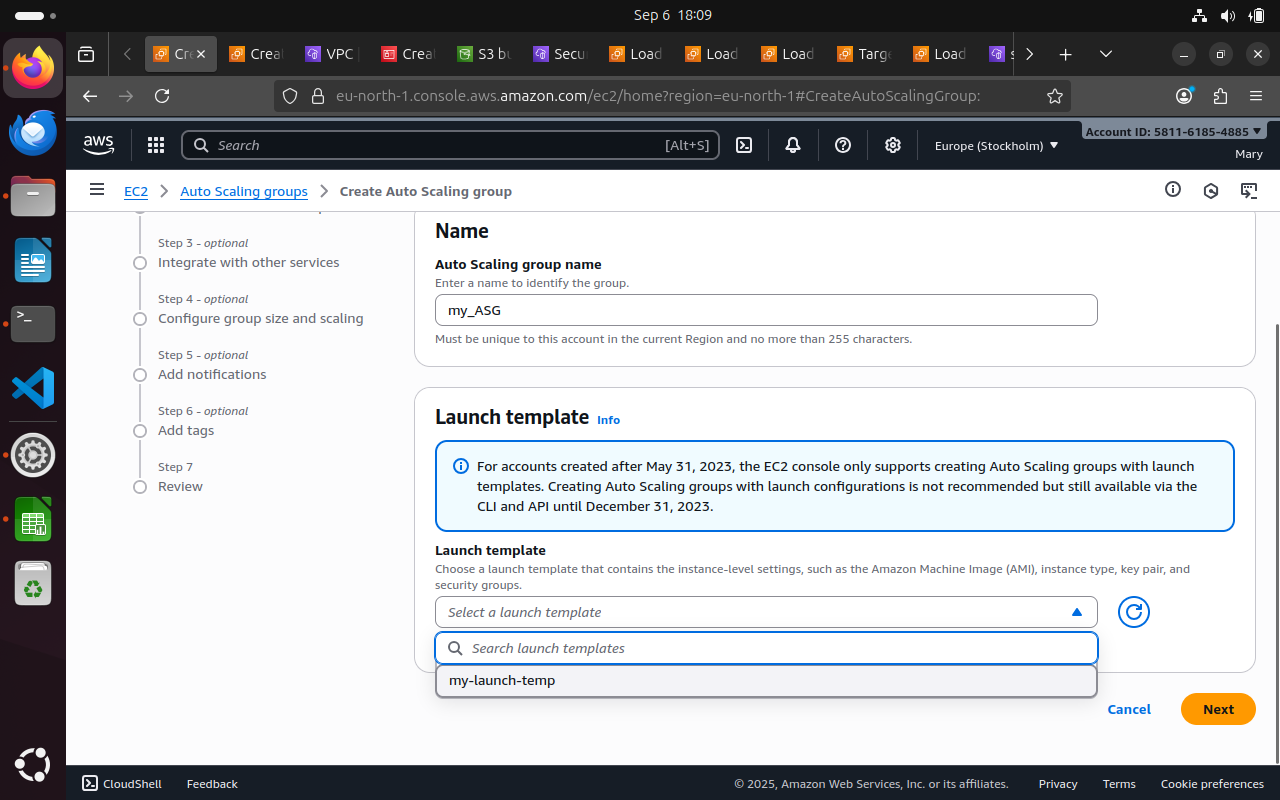 Sep 6 18:09
Cr
Creat
VPC
Creat
S3 bu
Secu
Load
Load
Load
Targe
Load
s
eu-north-1.console.aws.amazon.com/ec2/home?region=eu-north-1#CreateAutoScalingGroup:
aws
Search
[Alt+S]
Europe (Stockholm)
Account ID: 5811-6185-4885
Mary
EC2
Auto Scaling groups
Create Auto Scaling group
Step 3 - optional
Integrate with other services
Step 4 - optional
Configure group size and scaling
Step 5 - optional
Add notifications
Step 6 - optional
Add tags
Step 7
Review
Name
Auto Scaling group name
Enter a name to identify the group.
my_ASG
Must be unique to this account in the current Region and no more than 255 characters.
Launch template Info
For accounts created after May 31, 2023, the EC2 console only supports creating Auto Scaling groups with launch
templates. Creating Auto Scaling groups with launch configurations is not recommended but still available via the
CLI and API until December 31, 2023.
Launch template
Choose a launch template that contains the instance-level settings, such as the Amazon Machine Image (AMI), instance type, key pair, and
security groups.
Select a launch template
Search launch templates
my-launch-temp
Cancel
Next
CloudShell
Feedback
© 2025, Amazon Web Services, Inc. or its affiliates.
Privacy
Terms
Cookie preferences